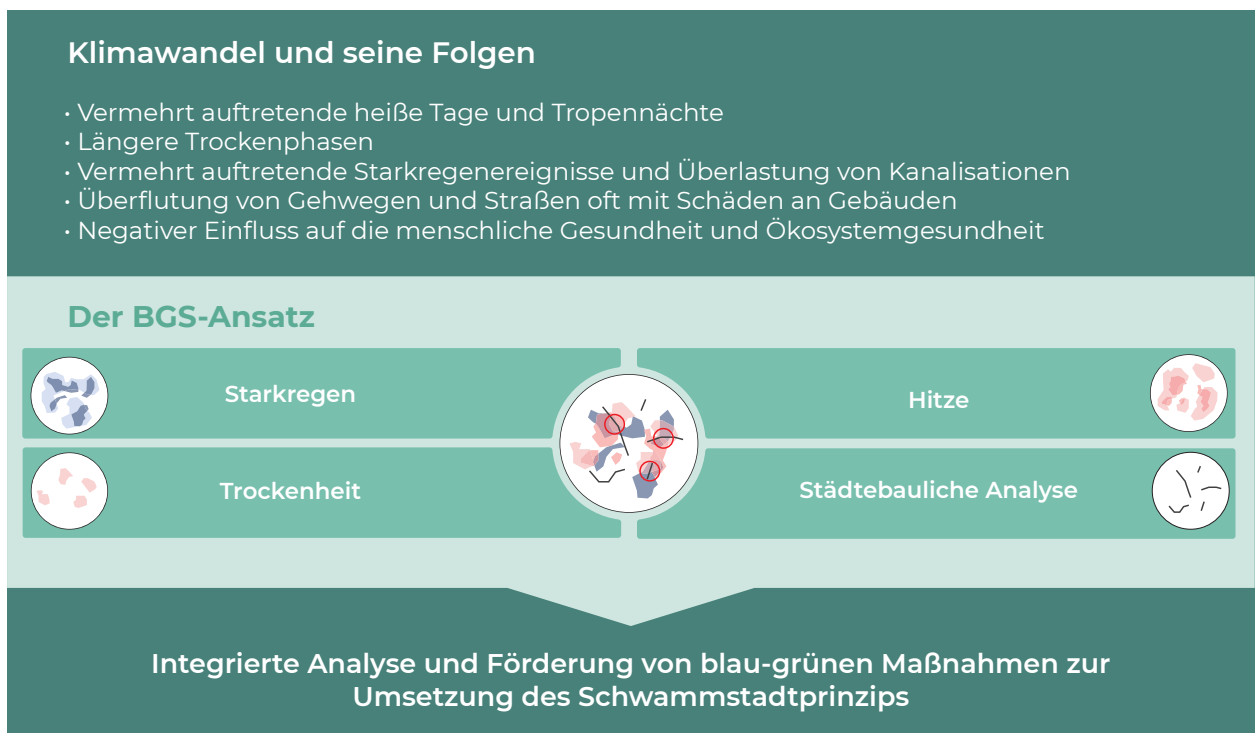 Klimawandel und seine Folgen
· Vermehrt auftretende heiße Tage und Tropennächte
· Längere Trockenphasen
· Vermehrt auftretende Starkregenereignisse und Überlastung von Kanalisationen
· Überflutung von Gehwegen und Straßen oft mit Schäden an Gebäuden
· Negativer Einfluss auf die menschliche Gesundheit und Ökosystemgesundheit
Der BGS-Ansatz
Starkregen
Hitze
Trockenheit
Städtebauliche Analyse
Integrierte Analyse und Förderung von blau-grünen Maßnahmen zur
Umsetzung des Schwammstadtprinzips